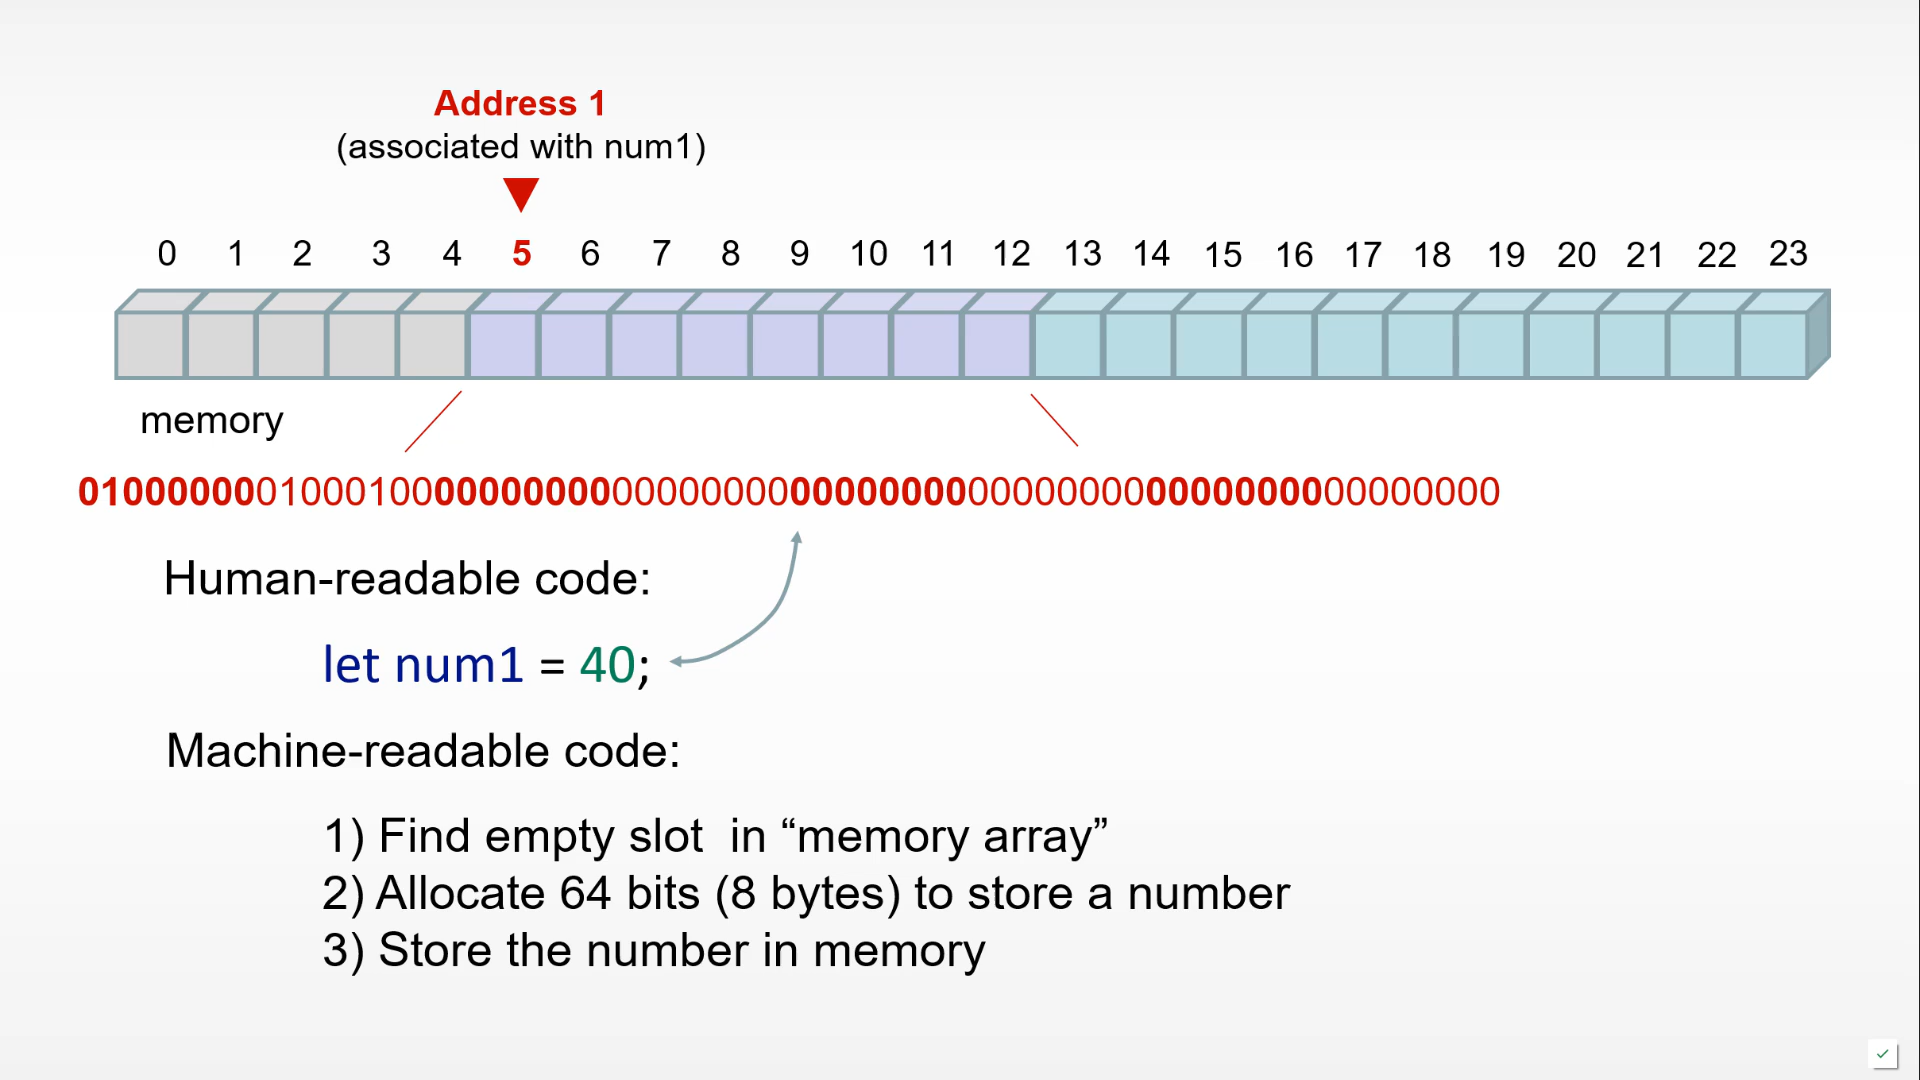 Address 1
(associated with num1)
0 1 2 3 4 5 6 7 8 9 10 11 12 13 14 15 16 17 18 19 20 21 22 23
memory
0100000001000100000000000000000000000000000000000000000000000000
Human-readable code:
let num1 = 40;
Machine-readable code:
1) Find empty slot  in “memory array”
2) Allocate 64 bits (8 bytes) to store a number
3) Store the number in memory